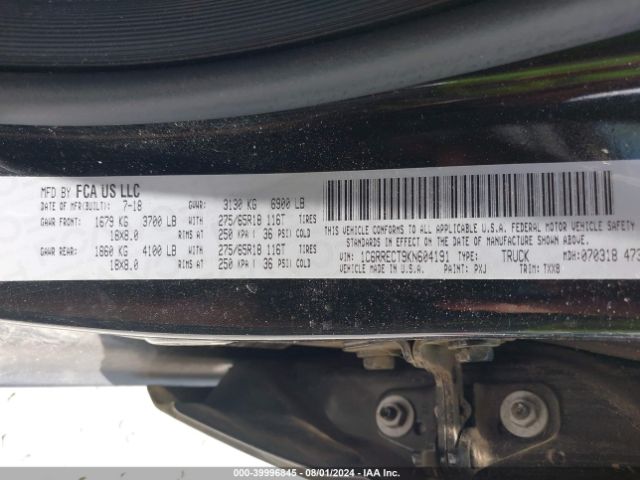 MFD BY FCA US LLC
DATE OF MFR(BUILT): 7-18 GVWR: 3130 KG 6900 LB
GAWR FRONT: 1679 KG 3700 LB WITH 275/65R18 116T TIRES
18X8.0 RIMS AT 250 KPA( 36 PSI) COLD
GAWR REAR: 1860 KG 4100 LB WITH 275/65R18 116T TIRES
18X8.0 RIMS AT 250 KPA( 36 PSI) COLD
THIS VEHICLE CONFORMS TO ALL APPLICABLE U.S.A. FEDERAL MOTOR VEHICLE SAFETY
STANDARDS IN EFFECT ON THE DATE OF MANUFACTURE SHOWN ABOVE.
VIN: 1C6RRECT9KN604191 TYPE: TRUCK MDH:070318 473
VEHICLE MADE IN U.S.A. PAINT: PXJ TRIM: TXX8
000-39996845 - 08/01/2024 - IAA Inc.